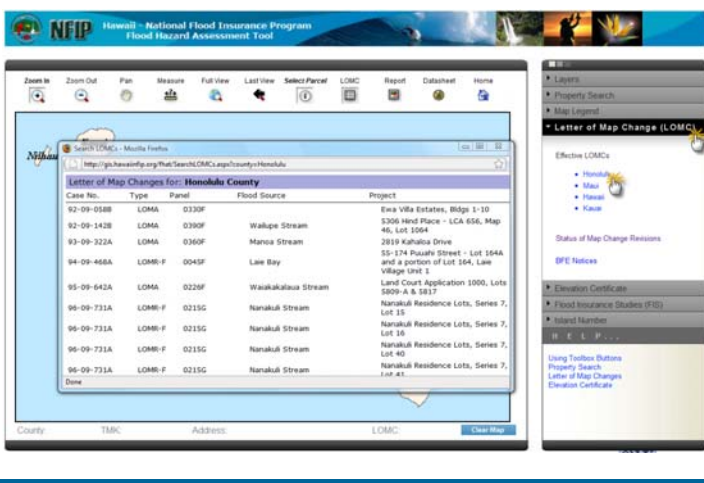 NFIP
Hawaii - National Flood Insurance Program
Flood Hazard Assessment Tool
Zoom In Zoom Out Pan Measure Full View Last View Select Parcel LOMC Report Datasheet Home
Niihau
Search LOMCs - Mozilla Firefox
http://gis.hawaiinfip.org/fhat/SearchLOMCs.aspx?county=Honolulu
Letter of Map Changes for: Honolulu County
Case No. Type Panel Flood Source Project
92-09-058B LOMA 0330F Ewa Villa Estates, Bldgs 1-10
92-09-142B LOMA 0390F Wailupe Stream 5306 Hind Place - LCA 656, Map
46, Lot 1064
93-09-322A LOMA 0360F Manoa Stream 2819 Kahaloa Drive
94-09-468A LOMR-F 0045F Laie Bay 55-174 Puuahi Street - Lot 164A
and a portion of Lot 164, Laie
Village Unit 1
95-09-642A LOMA 0226F Waiakakalaua Stream Land Court Application 1000, Lots
5809-A & 5817
96-09-731A LOMR-F 0215G Nanakuli Stream Nanakuli Residence Lots, Series 7,
Lot 15
96-09-731A LOMR-F 0215G Nanakuli Stream Nanakuli Residence Lots, Series 7,
Lot 16
96-09-731A LOMR-F 0215G Nanakuli Stream Nanakuli Residence Lots, Series 7,
Lot 40
96-09-731A LOMR-F 0215G Nanakuli Stream Nanakuli Residence Lots, Series 7,
Lot 41
Done
County: TMK: Address: LOMC: Clear Map
Layers
Property Search
Map Legend
Letter of Map Change (LOMC)
Effective LOMCs
Honolulu
Maui
Hawaii
Kauai
Status of Map Change Revisions
BFE Notices
Elevation Certificate
Flood Insurance Studies (FIS)
Island Number
H E L P . . .
Using Toolbox Buttons
Property Search
Letter of Map Changes
Elevation Certificate